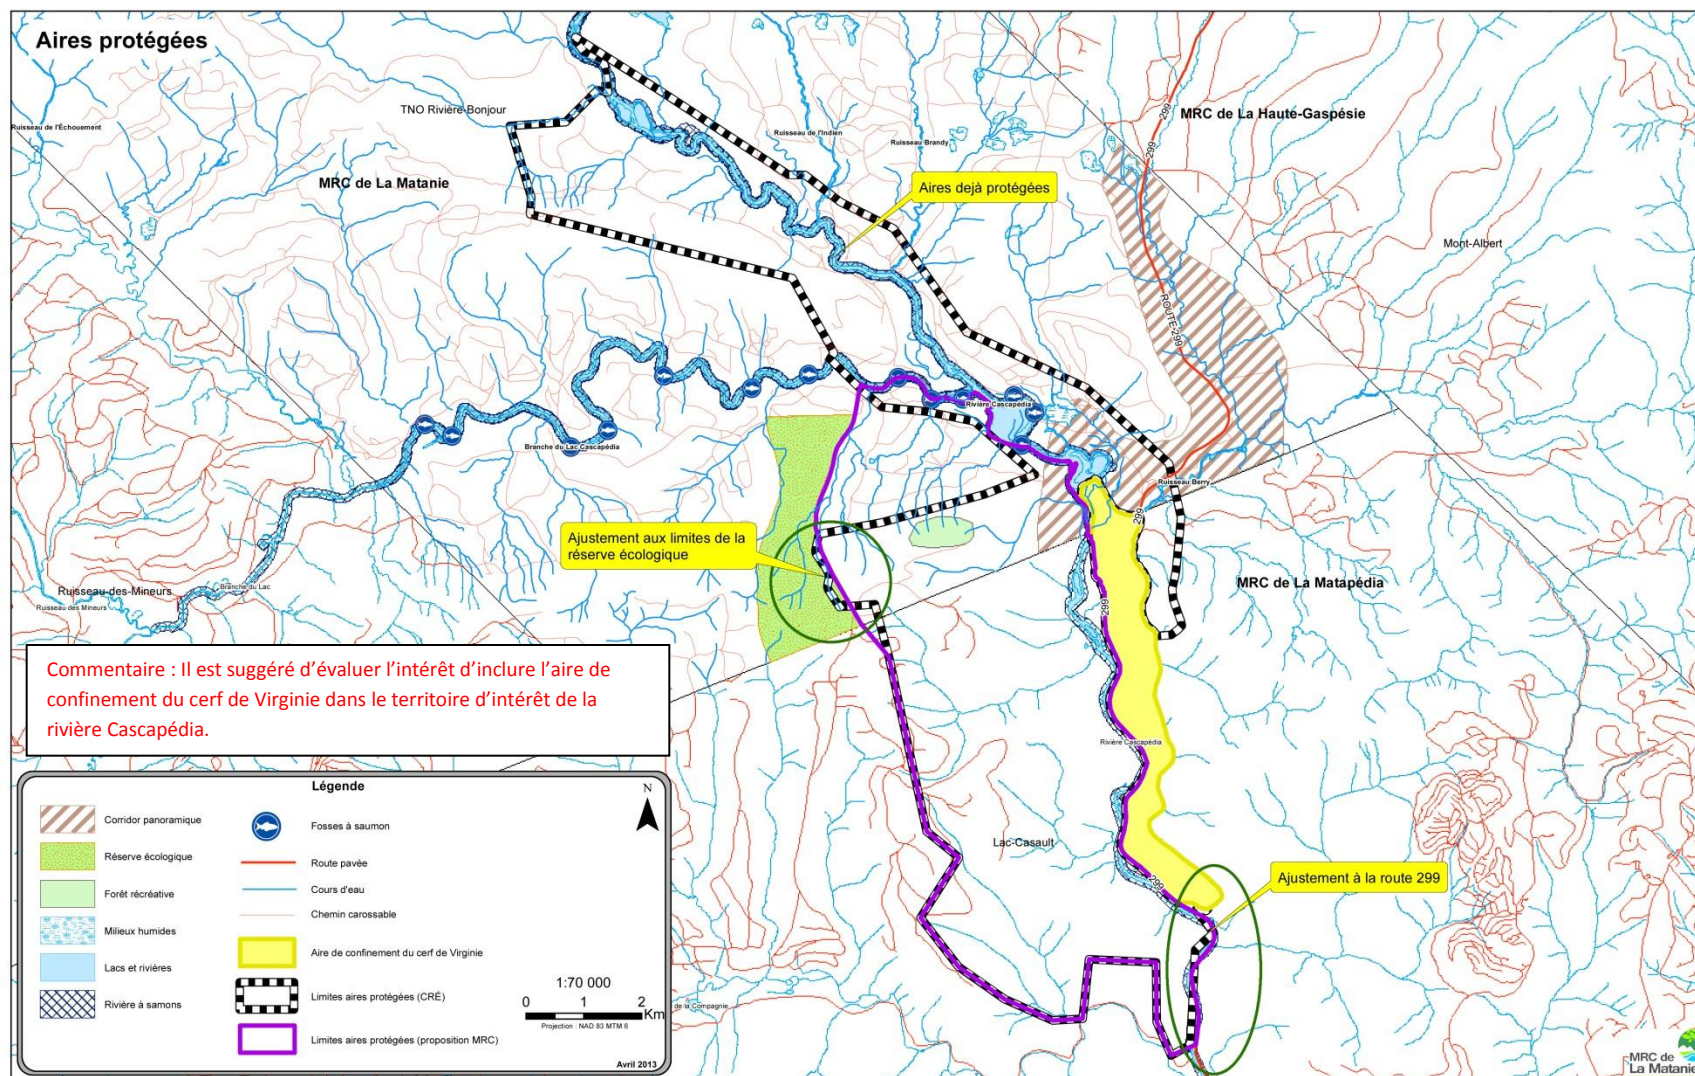 Aires protégées
TNO Rivière-Bonjour
Ruisseau de l'Échouement
Ruisseau de l'Indien
Ruisseau Brandy
MRC de La Haute-Gaspésie
299
299
MRC de La Matanie
Aires dejà protégées
Mont-Albert
ROUTE 299
Rivière Cascapédia
Branche du Lac Cascapédia
Ruisseau Berry
299
Ajustement aux limites de la
réserve écologique
MRC de La Matapédia
Branche du Lac
Ruisseau-des-Mineurs
Ruisseau des Mineurs
299
Commentaire : Il est suggéré d'évaluer l'intérêt d'inclure l'aire de
confinement du cerf de Virginie dans le territoire d'intérêt de la
rivière Cascapédia.
Rivière Cascapédia
Lac-Casault
299
Ajustement à la route 299
Légende
N
Corridor panoramique
Réserve écologique
Forêt récréative
Milieux humides
Lacs et rivières
Rivière à samons
Fosses à saumon
Route pavée
Cours d'eau
Chemin carossable
Aire de confinement du cerf de Virginie
Limites aires protégées (CRÉ)
Limites aires protégées (proposition MRC)
1:70 000
0 1 2
Km
Projection : NAD 83 MTM 6
Avril 2013
de la Compagnie
MRC de
La Matanie